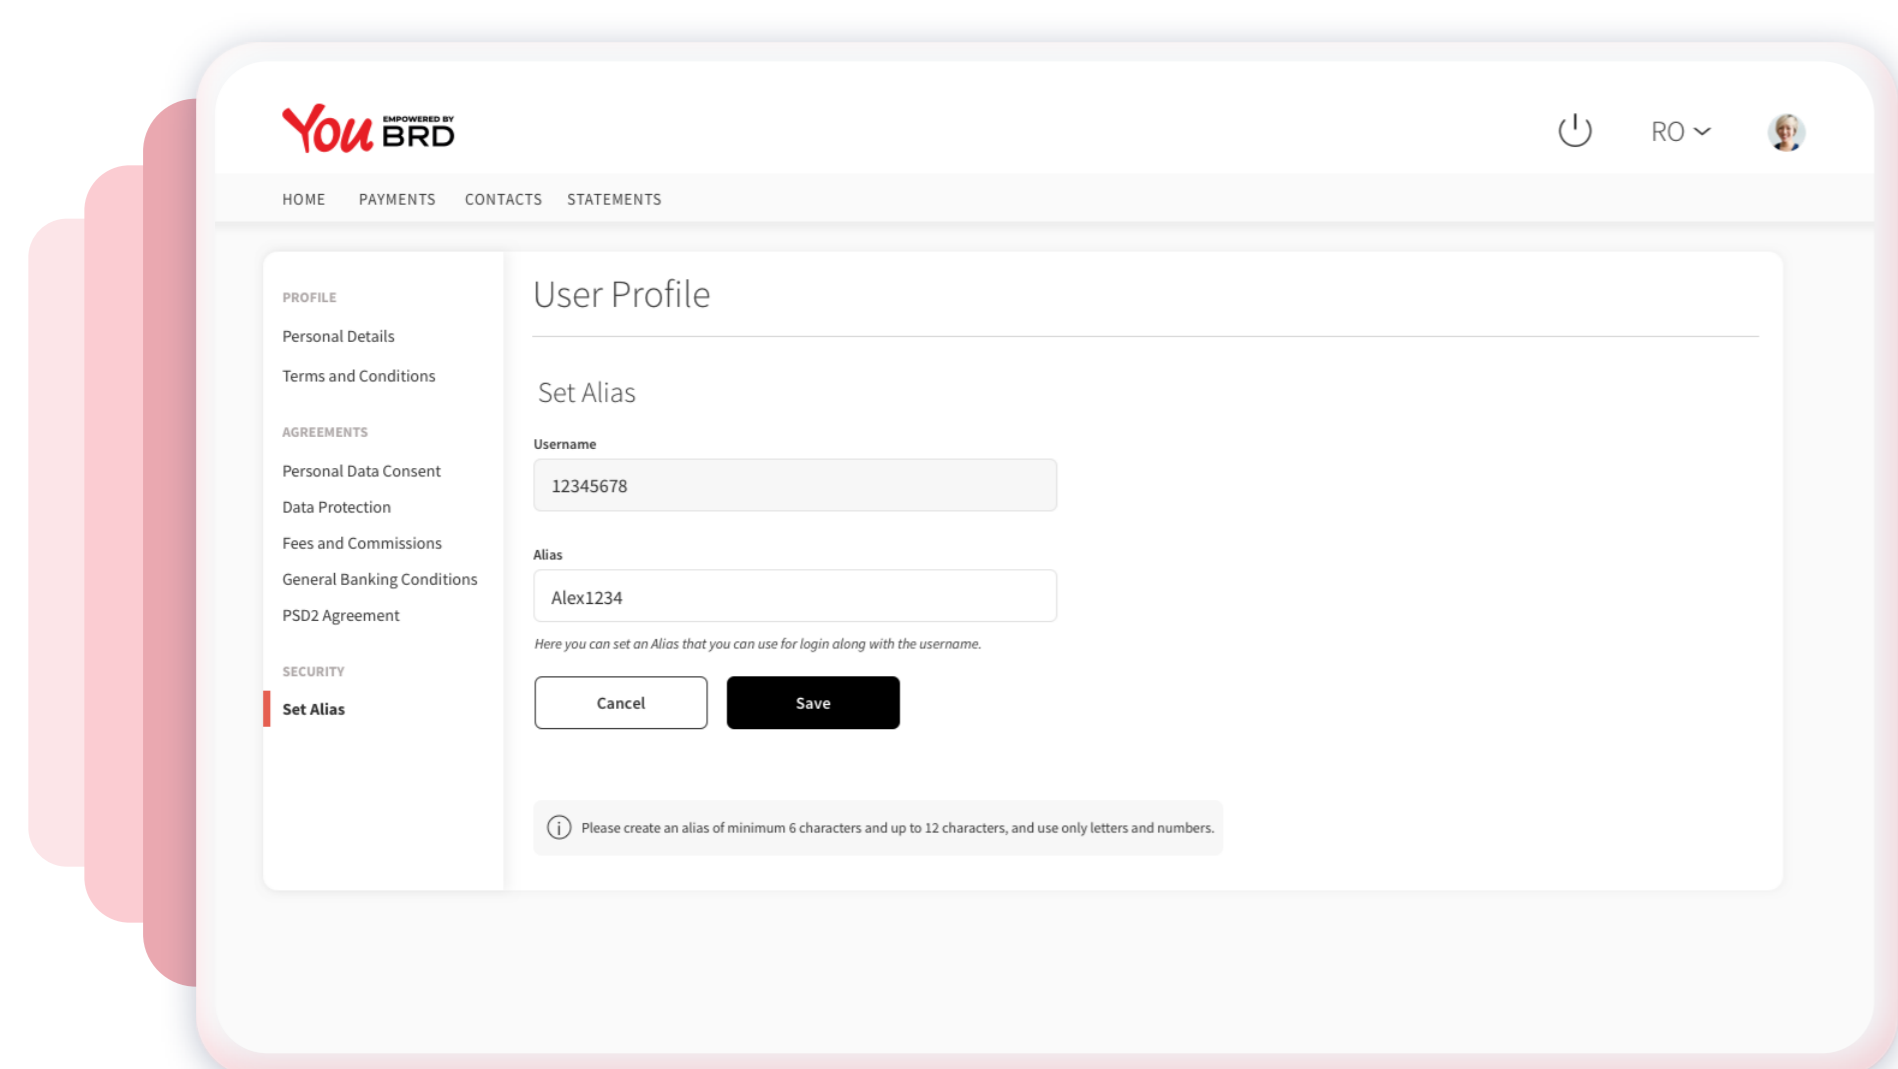 You EMPOWERED BY
BRD
RO
HOME PAYMENTS CONTACTS STATEMENTS
PROFILE
Personal Details
Terms and Conditions
AGREEMENTS
Personal Data Consent
Data Protection
Fees and Commissions
General Banking Conditions
PSD2 Agreement
SECURITY
Set Alias
User Profile
Set Alias
Username
12345678
Alias
Alex1234
Here you can set an Alias that you can use for login along with the username.
Cancel Save
Please create an alias of minimum 6 characters and up to 12 characters, and use only letters and numbers.